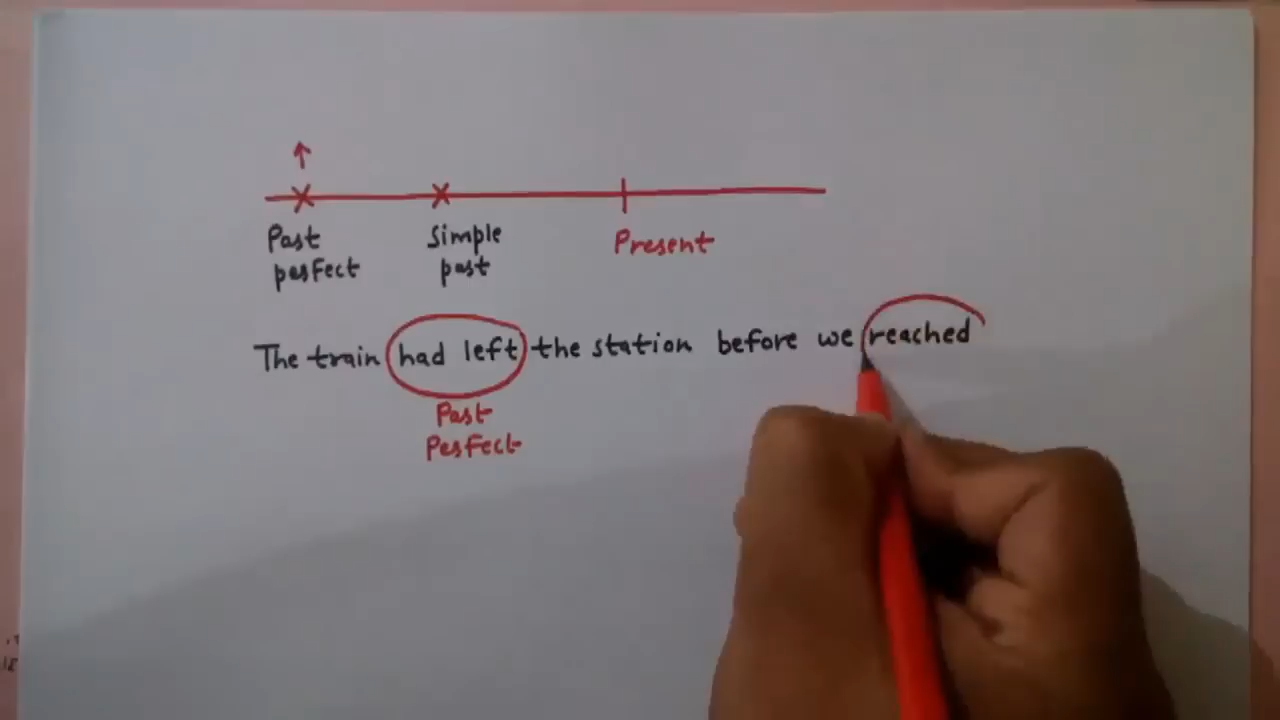 Past Simple Present
perfect past
The train had left the station before we reached
Past
Perfect